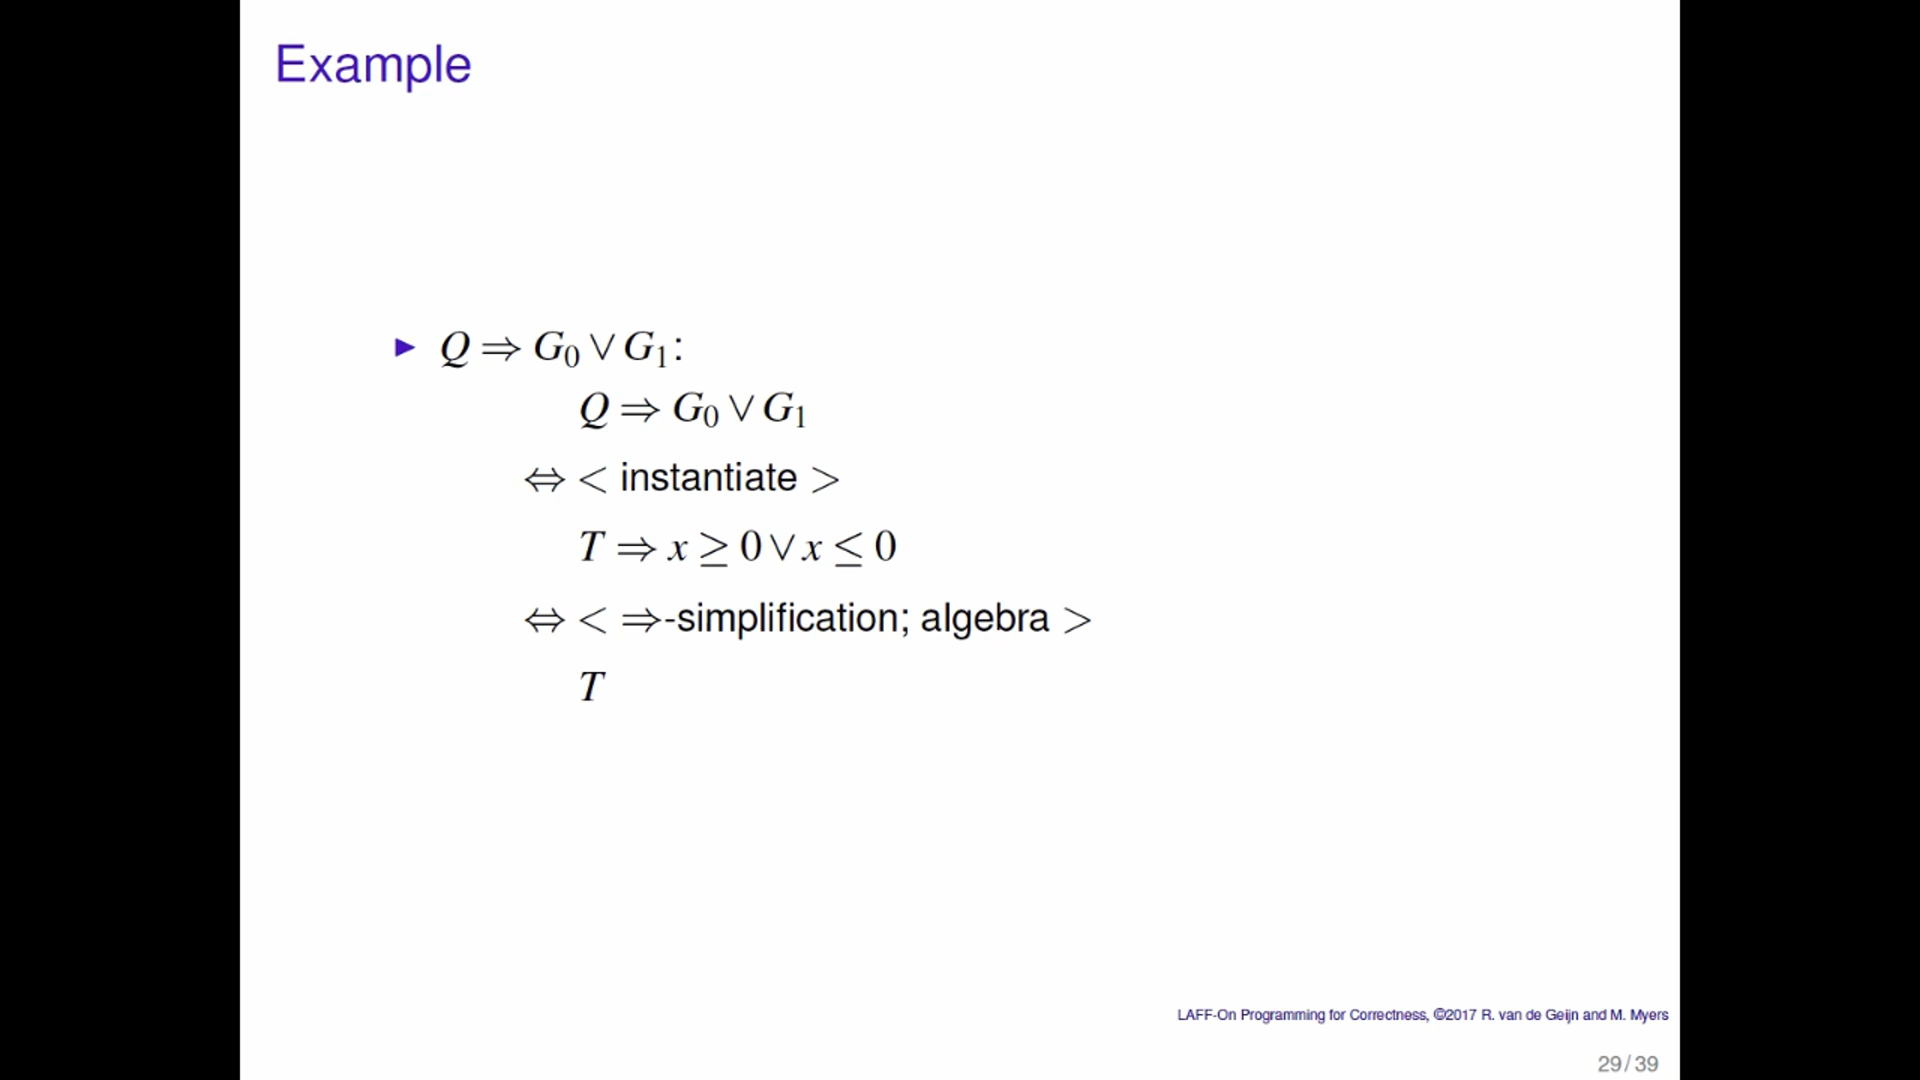 Example
▶ Q ⇒ G₀ ∨ G₁:
Q ⇒ G₀ ∨ G₁
⇔ < instantiate >
T ⇒ x ≥ 0 ∨ x ≤ 0
⇔ < ⇒-simplification; algebra >
T
LAFF-On Programming for Correctness, ©2017 R. van de Geijn and M. Myers
29/39